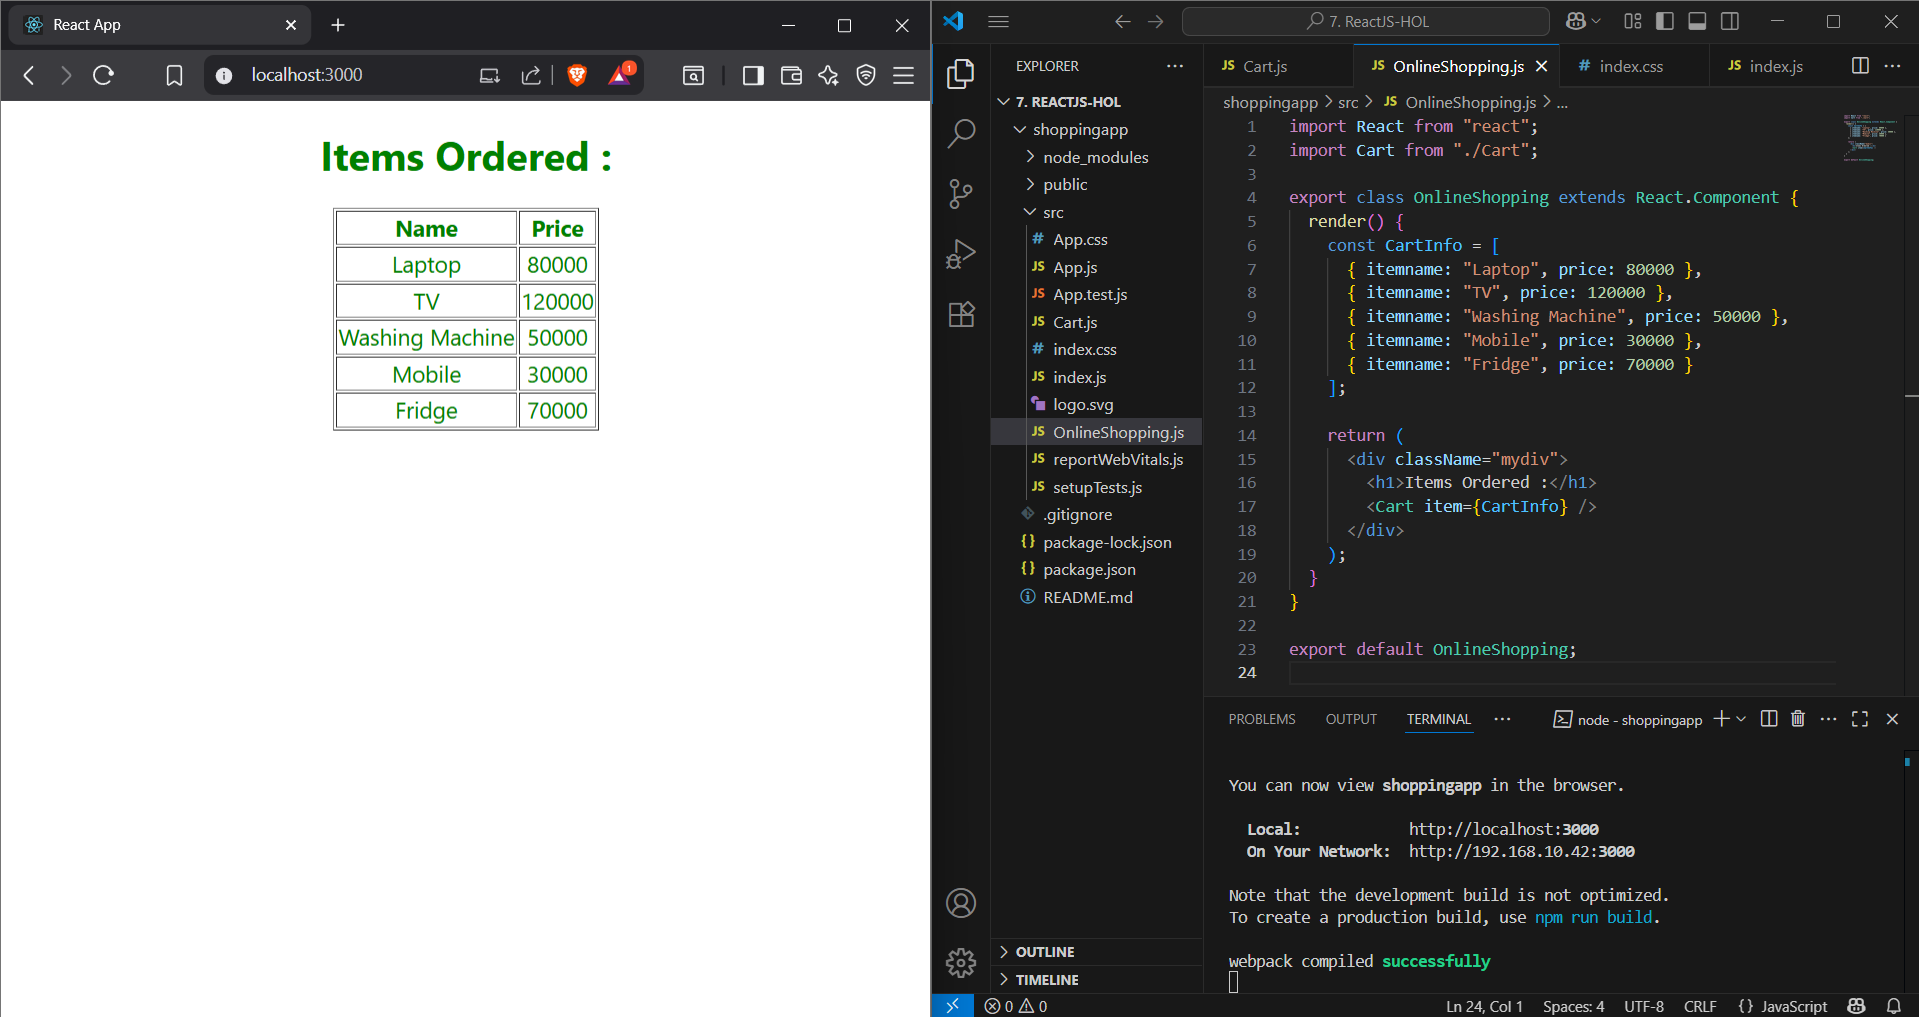 React App
localhost:3000
1
Items Ordered :
Name Price
Laptop 80000
TV 120000
Washing Machine 50000
Mobile 30000
Fridge 70000
7. ReactJS-HOL
EXPLORER
7. REACTJS-HOL
shoppingapp
node_modules
public
src
# App.css
JS App.js
JS App.test.js
JS Cart.js
# index.css
JS index.js
logo.svg
JS OnlineShopping.js
JS reportWebVitals.js
JS setupTests.js
.gitignore
{} package-lock.json
{} package.json
README.md
OUTLINE
TIMELINE
JS Cart.js JS OnlineShopping.js # index.css JS index.js
shoppingapp > src > JS OnlineShopping.js > ...
1 import React from "react";
2 import Cart from "./Cart";
3
4 export class OnlineShopping extends React.Component {
5 render() {
6 const CartInfo = [
7 { itemname: "Laptop", price: 80000 },
8 { itemname: "TV", price: 120000 },
9 { itemname: "Washing Machine", price: 50000 },
10 { itemname: "Mobile", price: 30000 },
11 { itemname: "Fridge", price: 70000 }
12 ];
13
14 return (
15 <div className="mydiv">
16 <h1>Items Ordered :</h1>
17 <Cart item={CartInfo} />
18 </div>
19 );
20 }
21 }
22
23 export default OnlineShopping;
24
PROBLEMS OUTPUT TERMINAL ... node - shoppingapp
You can now view shoppingapp in the browser.
Local: http://localhost:3000
On Your Network: http://192.168.10.42:3000
Note that the development build is not optimized.
To create a production build, use npm run build.
webpack compiled successfully
0 0 Ln 24, Col 1 Spaces: 4 UTF-8 CRLF {} JavaScript